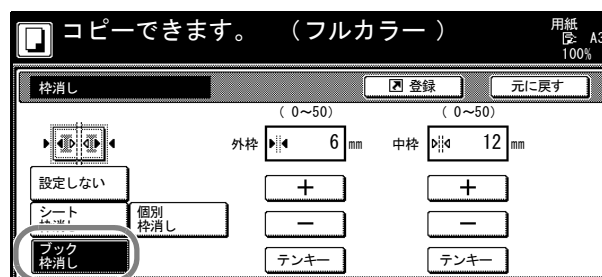 コピーできます。 （フルカラー ）
用紙
A3
100%
枠消し
登録
元に戻す
( 0〜50)
( 0〜50)
外枠 6 mm
中枠 12 mm
設定しない
＋
＋
シート
枠消し
個別
枠消し
−
−
ブック
枠消し
テンキー
テンキー